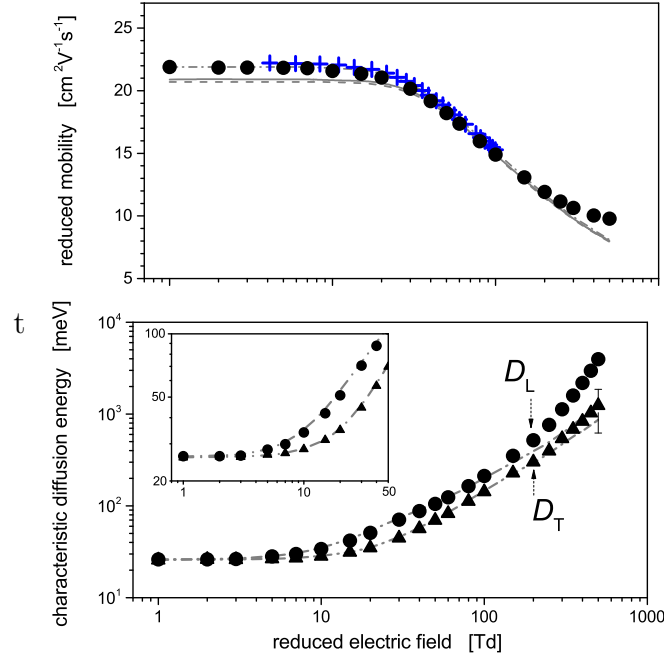 25
20
15
10
5
reduced mobility [cm²V⁻¹s⁻¹]
t
10⁴
10³
10²
10¹
characteristic diffusion energy [meV]
100
50
20
1 10 50
D_L
D_T
1 10 100 1000
reduced electric field [Td]